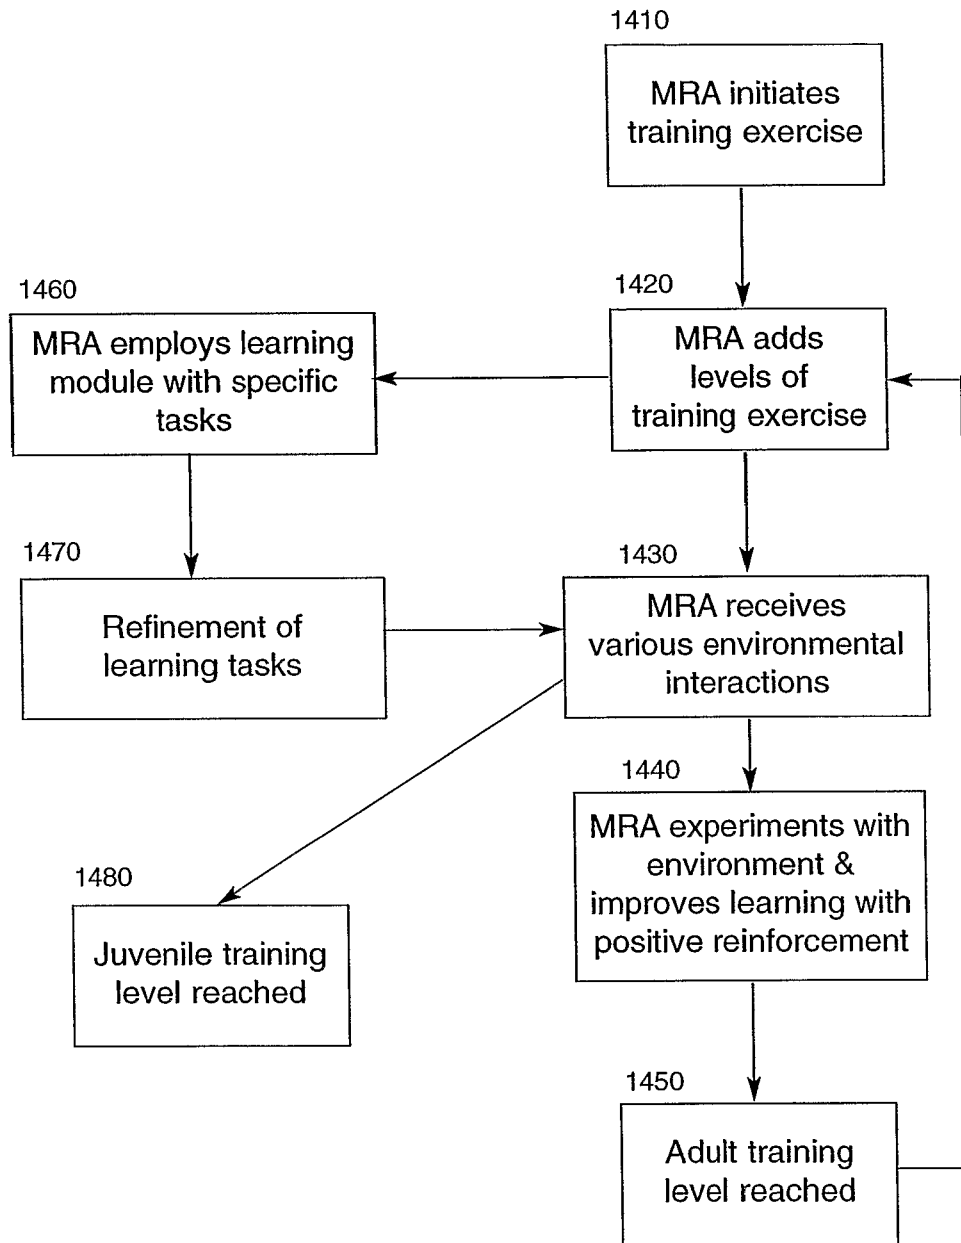 1410
MRA initiates
training exercise
1420
MRA adds
levels of
training exercise
1460
MRA employs learning
module with specific
tasks
1470
Refinement of
learning tasks
1430
MRA receives
various environmental
interactions
1440
MRA experiments with
environment &
improves learning with
positive reinforcement
1480
Juvenile training
level reached
1450
Adult training
level reached